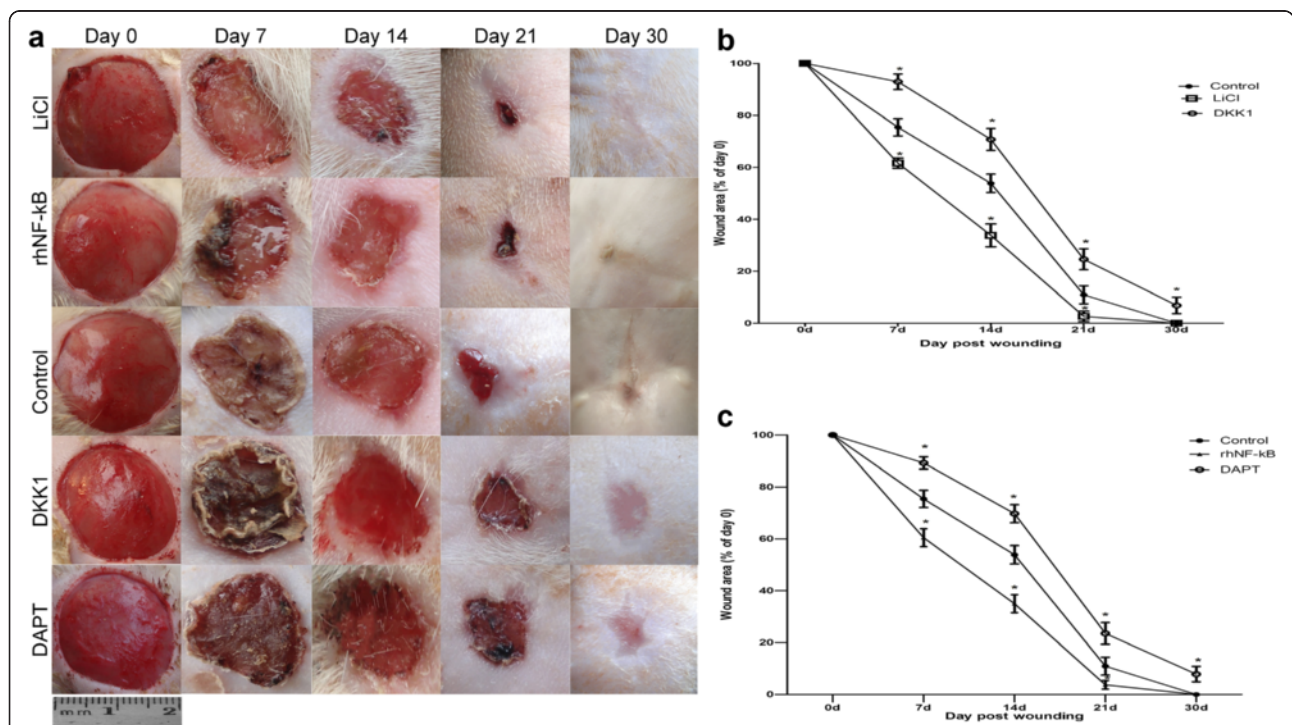 a
Day 0 Day 7 Day 14 Day 21 Day 30
LiCl
rhNF-kB
Control
DKK1
DAPT
mm 1 2
b
100
80
60
40
20
0
Wound area (% of day 0)
0d 7d 14d 21d 30d
Day post wounding
Control
LiCl
DKK1
* * * * * * *
c
100
80
60
40
20
0
Wound area (% of day 0)
0d 7d 14d 21d 30d
Day post wounding
Control
rhNF-kB
DAPT
* * * * * * *